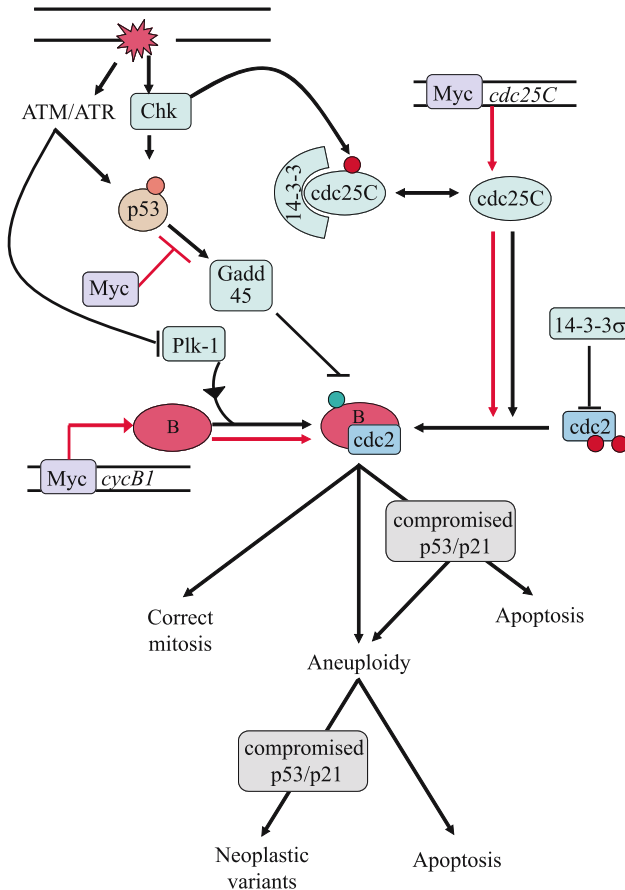 Myc
cdc25C
ATM/ATR
Chk
14-3-3
cdc25C
cdc25C
p53
Myc
Gadd
45
14-3-3σ
Plk-1
B
B
cdc2
cdc2
Myc
cycB1
compromised
p53/p21
Correct
mitosis
Apoptosis
Aneuploidy
compromised
p53/p21
Neoplastic
variants
Apoptosis